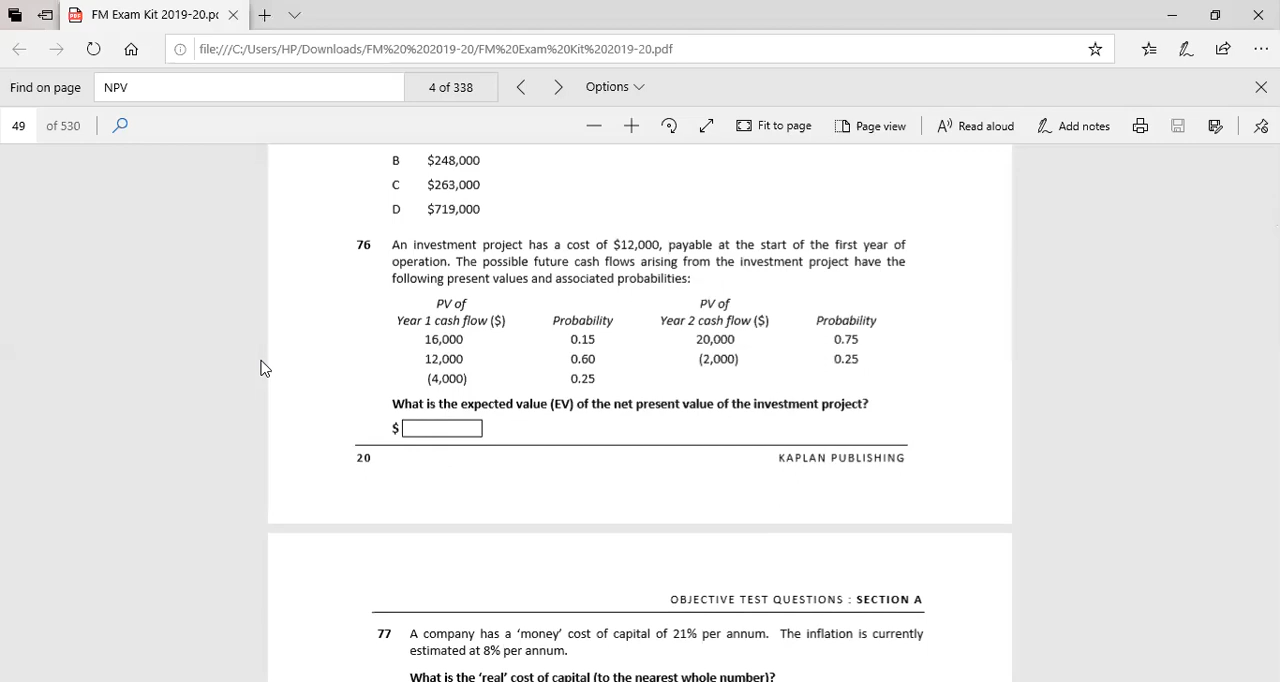 FM Exam Kit 2019-20.pd
file:///C:/Users/HP/Downloads/FM%20%202019-20/FM%20Exam%20Kit%202019-20.pdf
Find on page NPV 4 of 338 Options
49 of 530 Fit to page Page view Read aloud Add notes
B $248,000
C $263,000
D $719,000
76 An investment project has a cost of $12,000, payable at the start of the first year of
operation. The possible future cash flows arising from the investment project have the
following present values and associated probabilities:
PV of PV of
Year 1 cash flow ($) Probability Year 2 cash flow ($) Probability
16,000 0.15 20,000 0.75
12,000 0.60 (2,000) 0.25
(4,000) 0.25
What is the expected value (EV) of the net present value of the investment project?
$
20 KAPLAN PUBLISHING
OBJECTIVE TEST QUESTIONS : SECTION A
77 A company has a ‘money’ cost of capital of 21% per annum. The inflation is currently
estimated at 8% per annum.
What is the ‘real’ cost of capital (to the nearest whole number)?